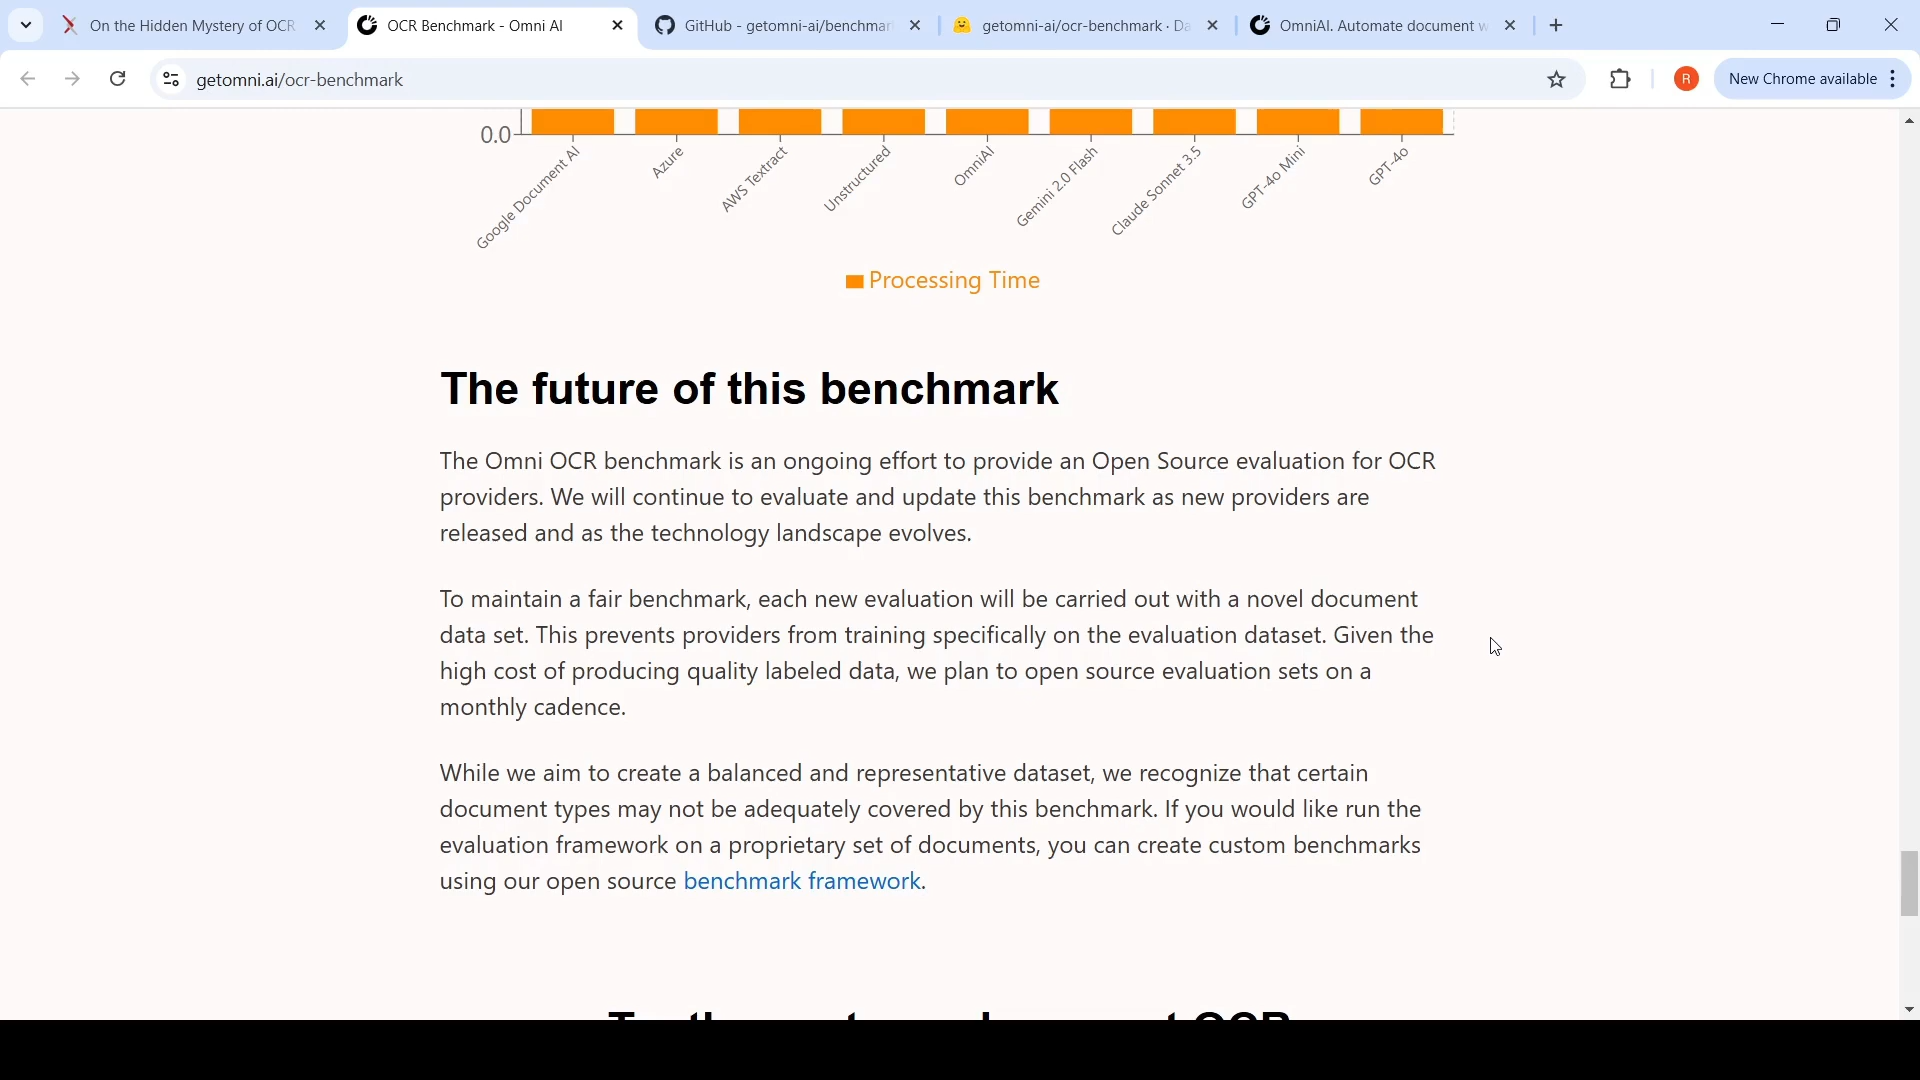 On the Hidden Mystery of OCR
OCR Benchmark - Omni AI
GitHub - getomni-ai/benchmar
getomni-ai/ocr-benchmark · Da
OmniAI. Automate document w
getomni.ai/ocr-benchmark
R
New Chrome available
0.0
Google Document AI
Azure
AWS Textract
Unstructured
OmniAI
Gemini 2.0 Flash
Claude Sonnet 3.5
GPT-4o Mini
GPT-4o
Processing Time
The future of this benchmark
The Omni OCR benchmark is an ongoing effort to provide an Open Source evaluation for OCR
providers. We will continue to evaluate and update this benchmark as new providers are
released and as the technology landscape evolves.
To maintain a fair benchmark, each new evaluation will be carried out with a novel document
data set. This prevents providers from training specifically on the evaluation dataset. Given the
high cost of producing quality labeled data, we plan to open source evaluation sets on a
monthly cadence.
While we aim to create a balanced and representative dataset, we recognize that certain
document types may not be adequately covered by this benchmark. If you would like run the
evaluation framework on a proprietary set of documents, you can create custom benchmarks
using our open source benchmark framework.